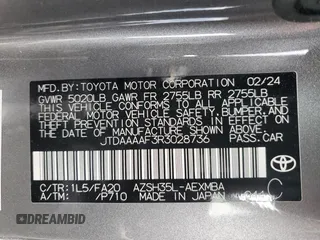 MFD.BY:TOYOTA MOTOR CORPORATION 02/24
GVWR 5020LB GAWR FR 2755LB RR 2755LB
THIS VEHICLE CONFORMS TO ALL APPLICABLE
FEDERAL MOTOR VEHICLE SAFETY, BUMPER,
AND THEFT PREVENTION STANDARDS IN EFFECT
ON THE DATE OF MANUFACTURE SHOWN ABOVE.
JTDAAAAF3R3028736 PASS.CAR
C/TR:1L5/FA20 AZSH35L-AEXMBA
A/TM: /P710 MADE IN JAPAN C
TOYOTA
DREAMBID